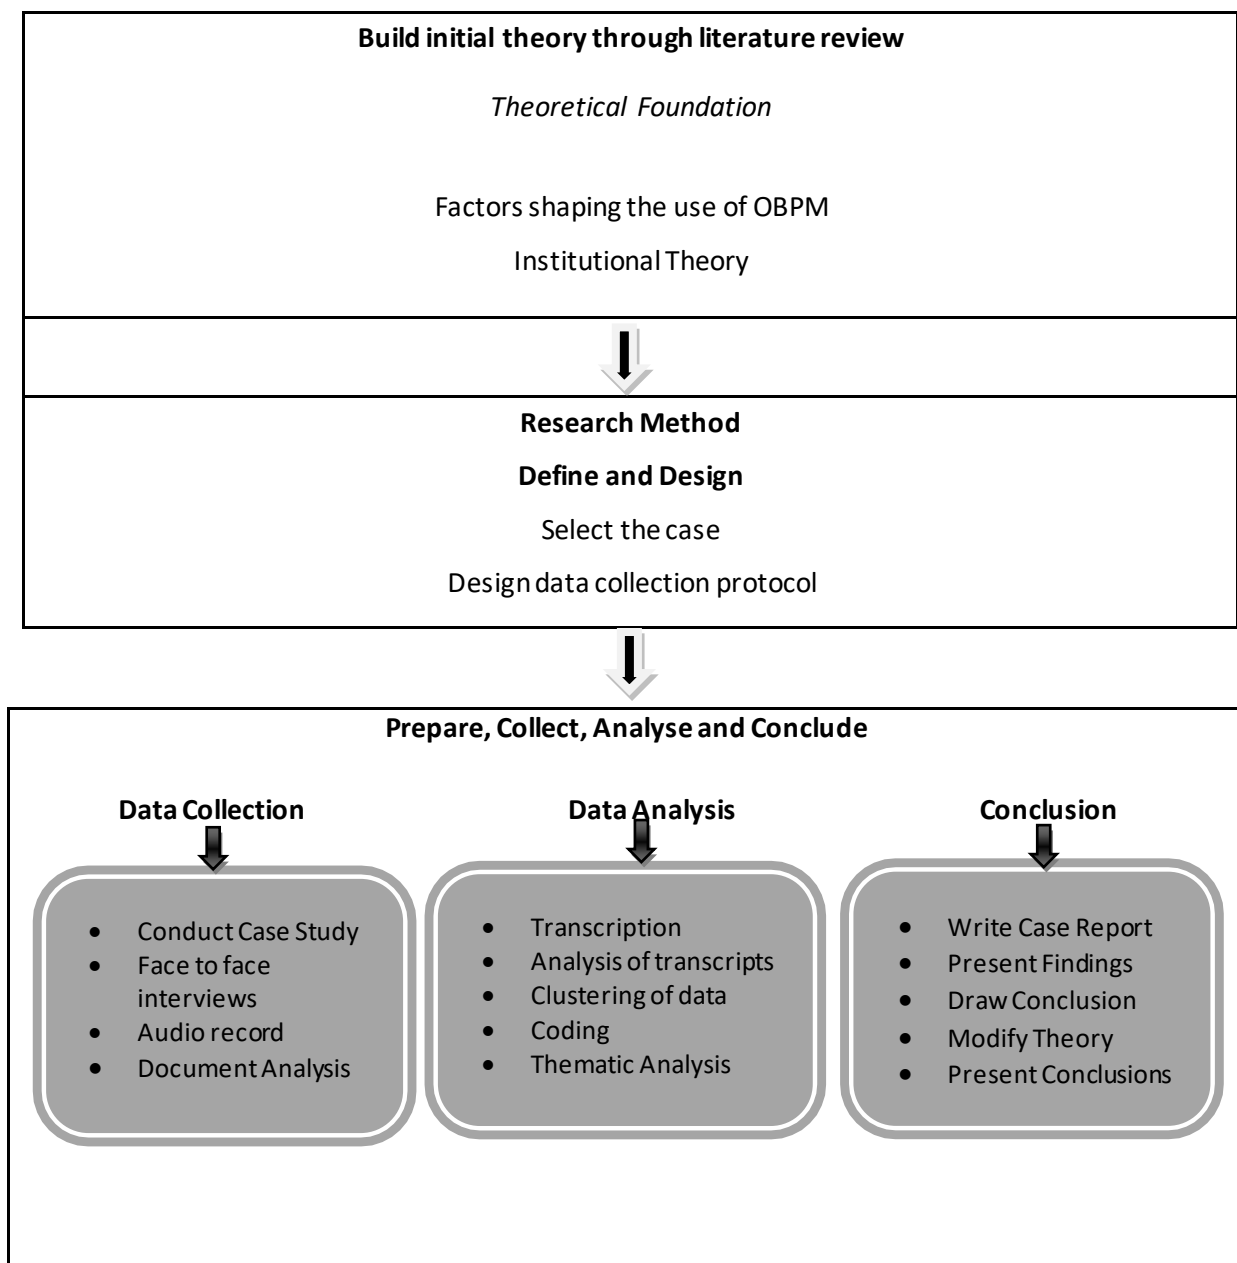 Build initial theory through literature review
Theoretical Foundation
Factors shaping the use of OBPM
Institutional Theory
Research Method
Define and Design
Select the case
Design data collection protocol
Prepare, Collect, Analyse and Conclude
Data Collection
• Conduct Case Study
• Face to face
interviews
• Audio record
• Document Analysis
Data Analysis
• Transcription
• Analysis of transcripts
• Clustering of data
• Coding
• Thematic Analysis
Conclusion
• Write Case Report
• Present Findings
• Draw Conclusion
• Modify Theory
• Present Conclusions